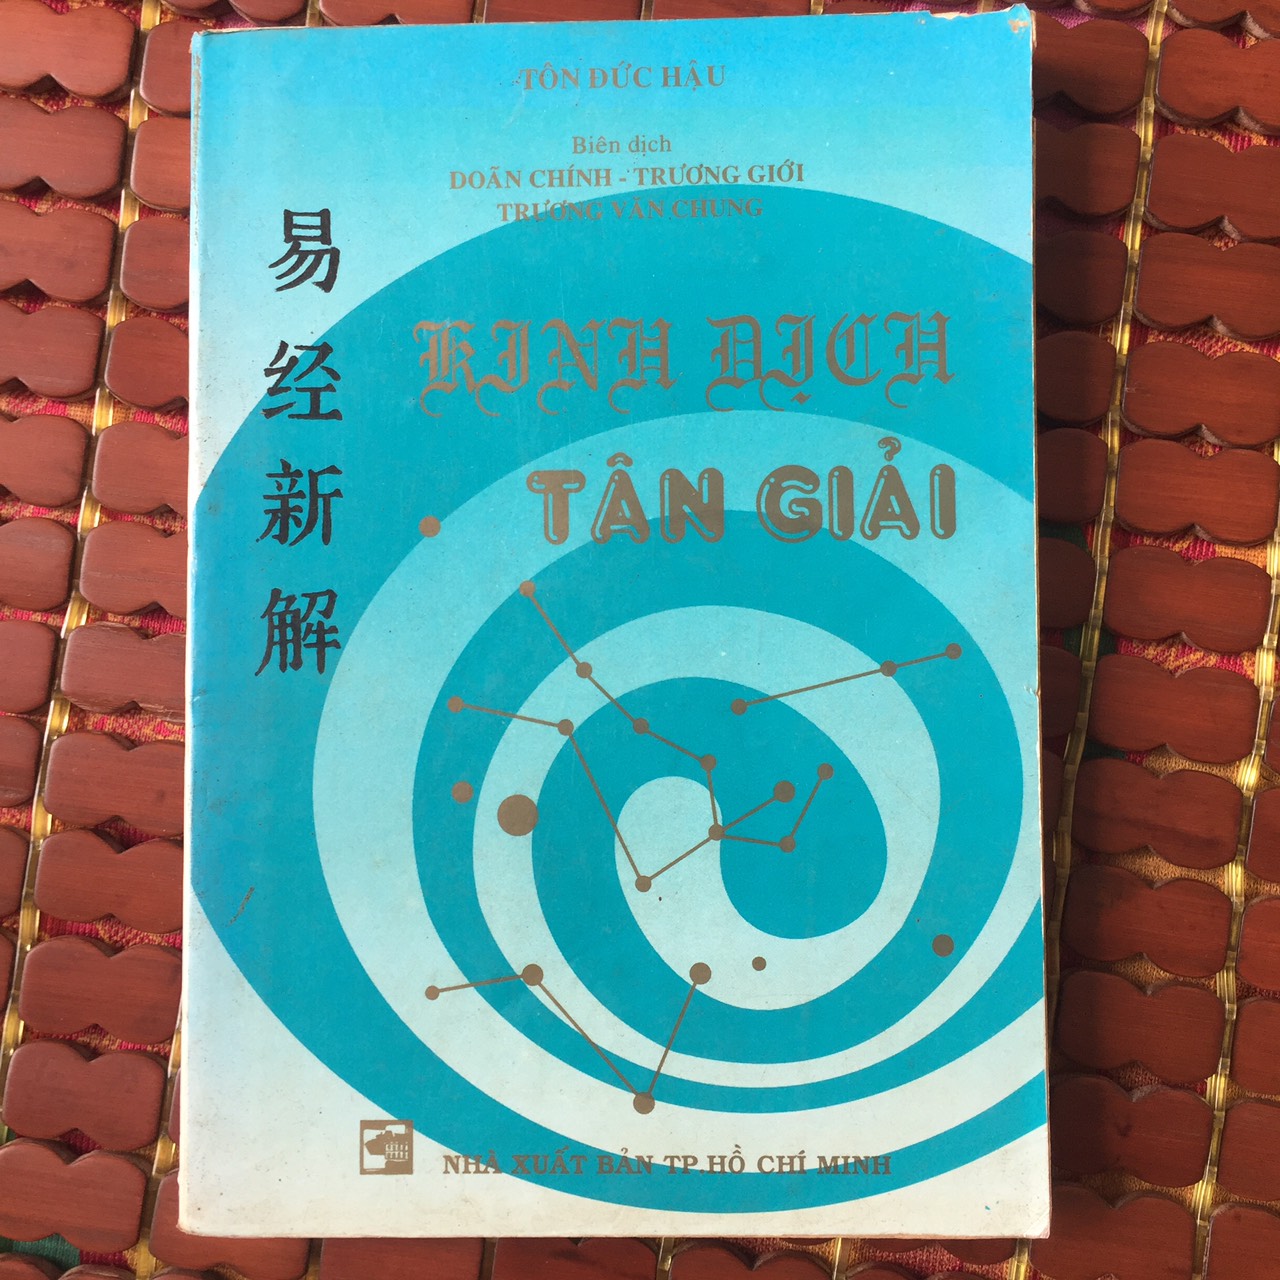 TÔN ĐỨC HẬU
Biên dịch
DOÃN CHÍNH - TRƯƠNG GIỚI
TRƯƠNG VĂN CHUNG
易经新解
KINH DỊCH
TÂN GIẢI
NHÀ XUẤT BẢN TP.HỒ CHÍ MINH